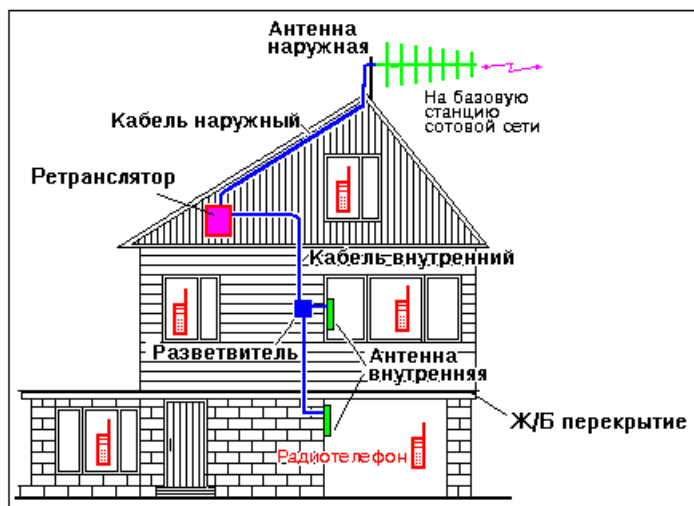 Антенна
наружная
На базовую
станцию
сотовой сети
Кабель наружный
Ретранслятор
Кабель внутренний
Разветвитель
Антенна
внутренняя
Ж/Б перекрытие
Радиотелефон